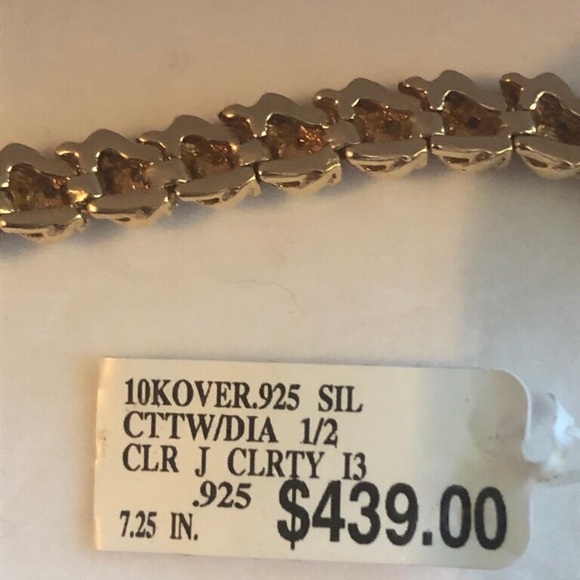 10KOVER.925 SIL
CTTW/DIA 1/2
CLR J CLRTY I3
.925 $439.00
7.25 IN.